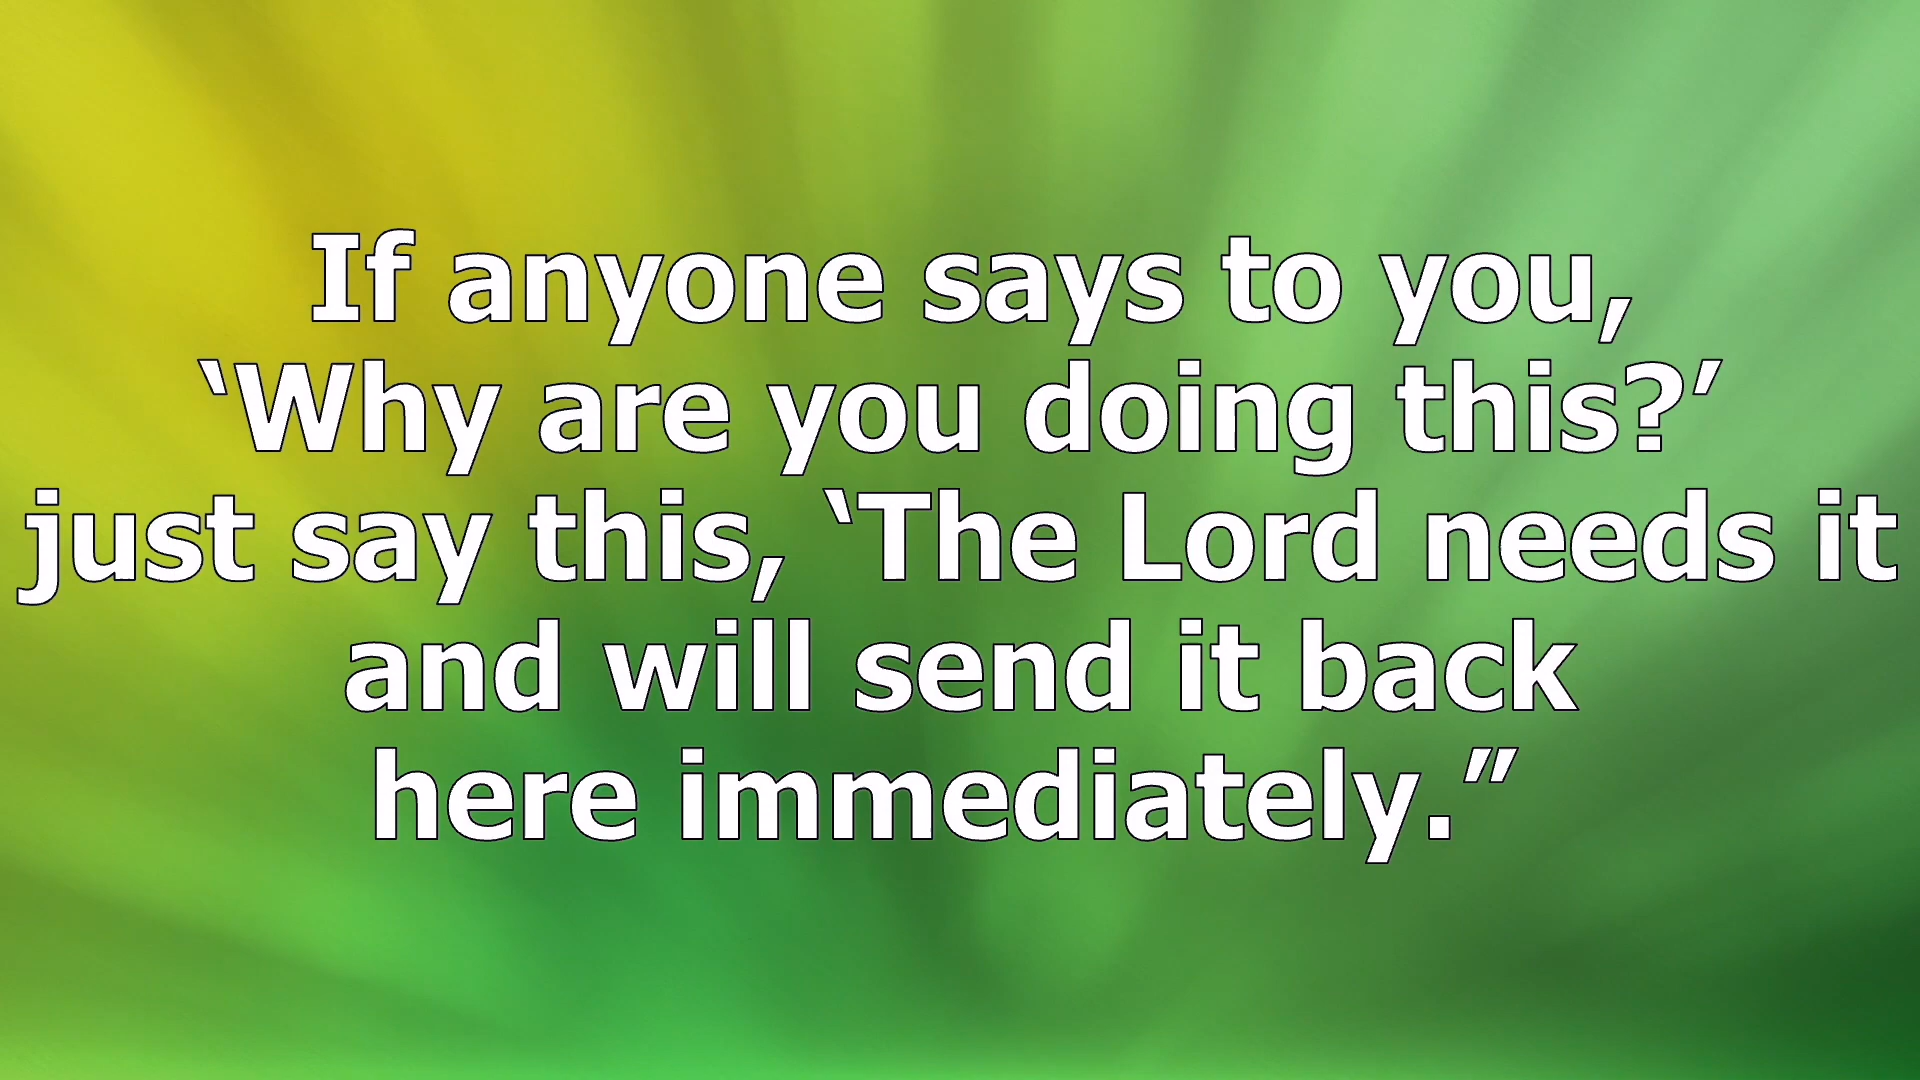 If anyone says to you,
‘Why are you doing this?’
just say this, ‘The Lord needs it
and will send it back
here immediately.”